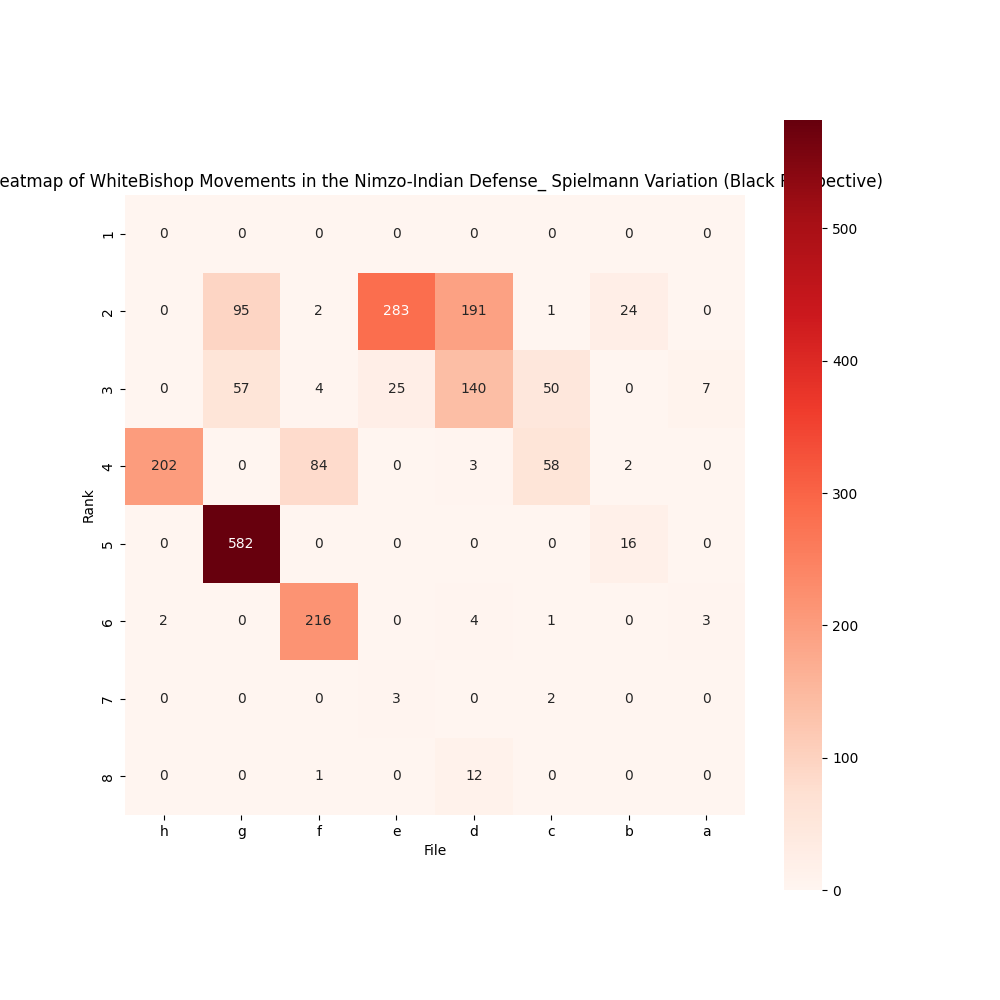 eatmap of WhiteBishop Movements in the Nimzo-Indian Defense_ Spielmann Variation (Black pective)
1 0 0 0 0 0 0 0 0
2 0 95 2 283 191 1 24 0
3 0 57 4 25 140 50 0 7
4 202 0 84 0 3 58 2 0
5 0 582 0 0 0 0 16 0
6 2 0 216 0 4 1 0 3
7 0 0 0 3 0 2 0 0
8 0 0 1 0 12 0 0 0
h g f e d c b a
File
Rank
500
400
300
200
100
0